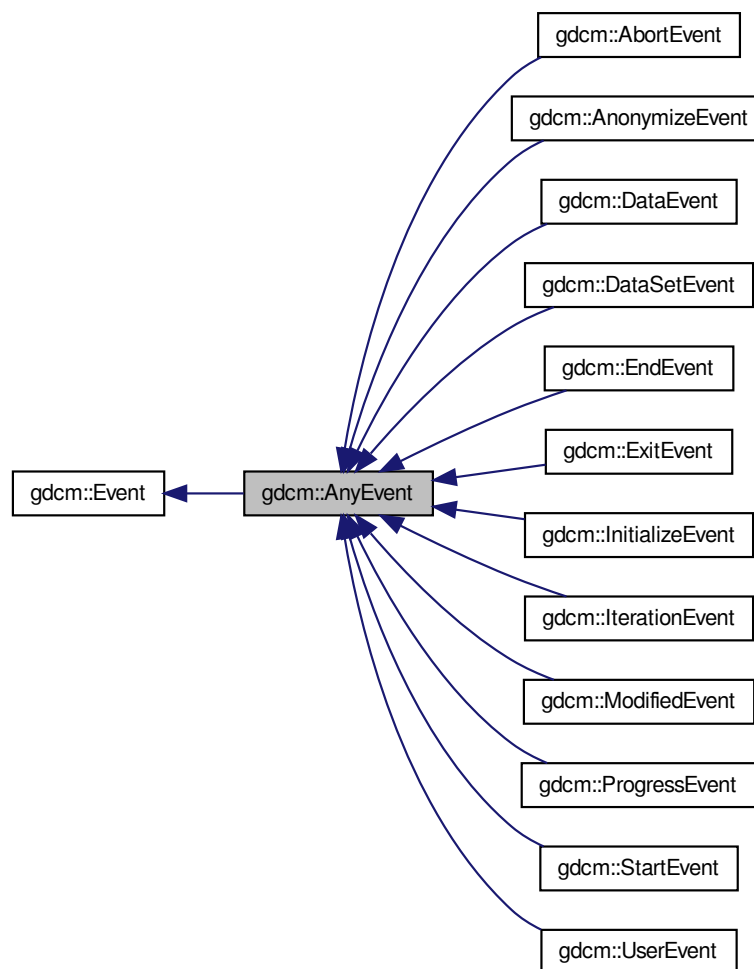 gdcm::AbortEvent
gdcm::AnonymizeEvent
gdcm::DataEvent
gdcm::DataSetEvent
gdcm::EndEvent
gdcm::ExitEvent
gdcm::Event
gdcm::AnyEvent
gdcm::InitializeEvent
gdcm::IterationEvent
gdcm::ModifiedEvent
gdcm::ProgressEvent
gdcm::StartEvent
gdcm::UserEvent